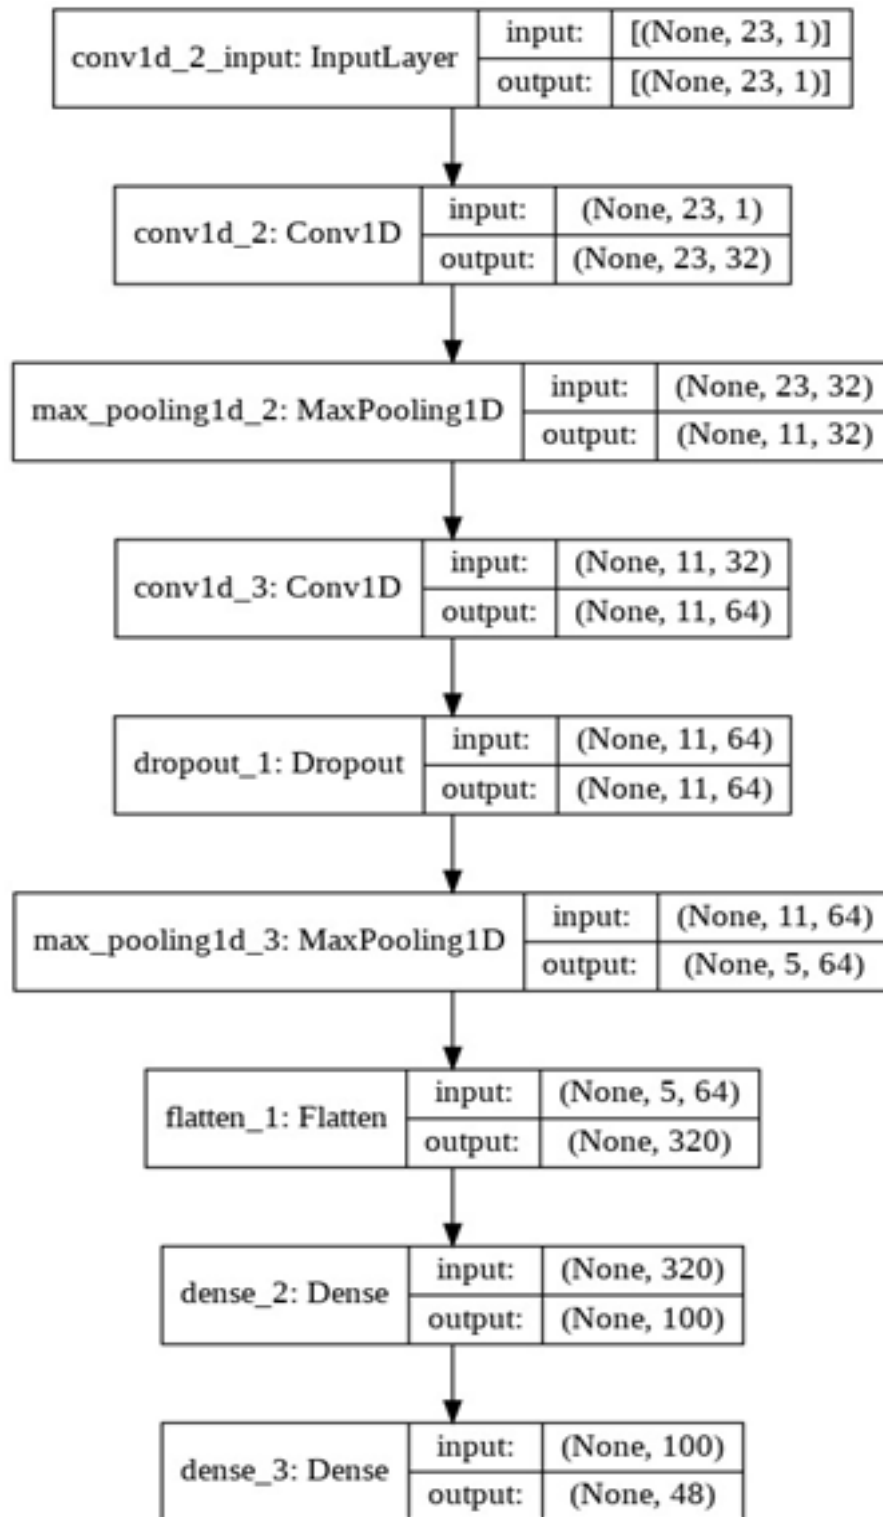 conv1d_2_input: InputLayer
input: [(None, 23, 1)]
output: [(None, 23, 1)]
conv1d_2: Conv1D
input: (None, 23, 1)
output: (None, 23, 32)
max_pooling1d_2: MaxPooling1D
input: (None, 23, 32)
output: (None, 11, 32)
conv1d_3: Conv1D
input: (None, 11, 32)
output: (None, 11, 64)
dropout_1: Dropout
input: (None, 11, 64)
output: (None, 11, 64)
max_pooling1d_3: MaxPooling1D
input: (None, 11, 64)
output: (None, 5, 64)
flatten_1: Flatten
input: (None, 5, 64)
output: (None, 320)
dense_2: Dense
input: (None, 320)
output: (None, 100)
dense_3: Dense
input: (None, 100)
output: (None, 48)